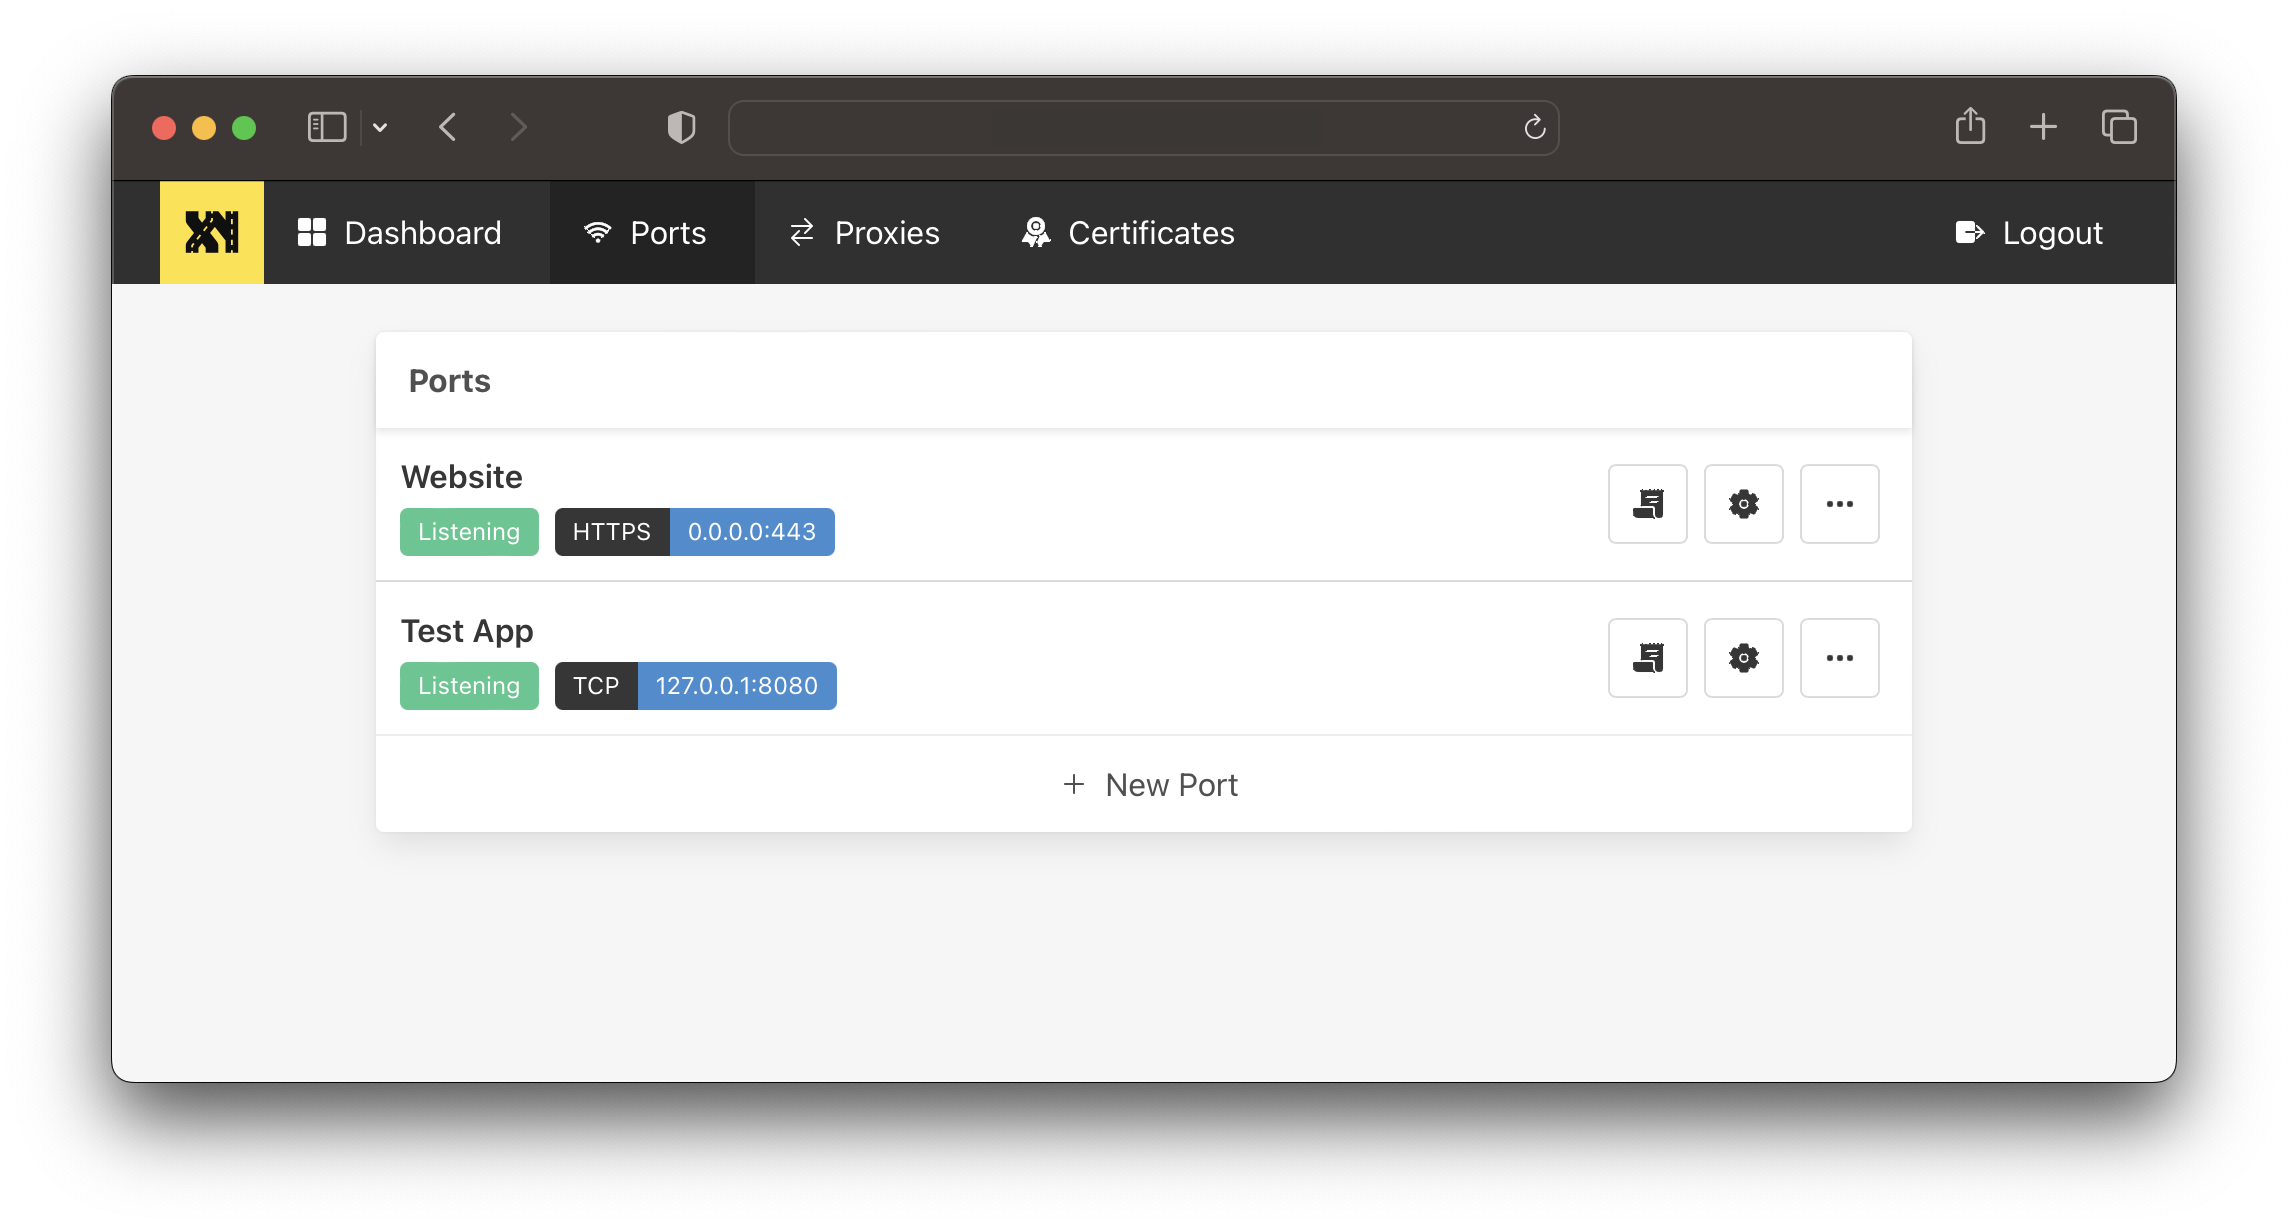 Dashboard Ports Proxies Certificates Logout
Ports
Website
Listening HTTPS 0.0.0.0:443
Test App
Listening TCP 127.0.0.1:8080
+ New Port